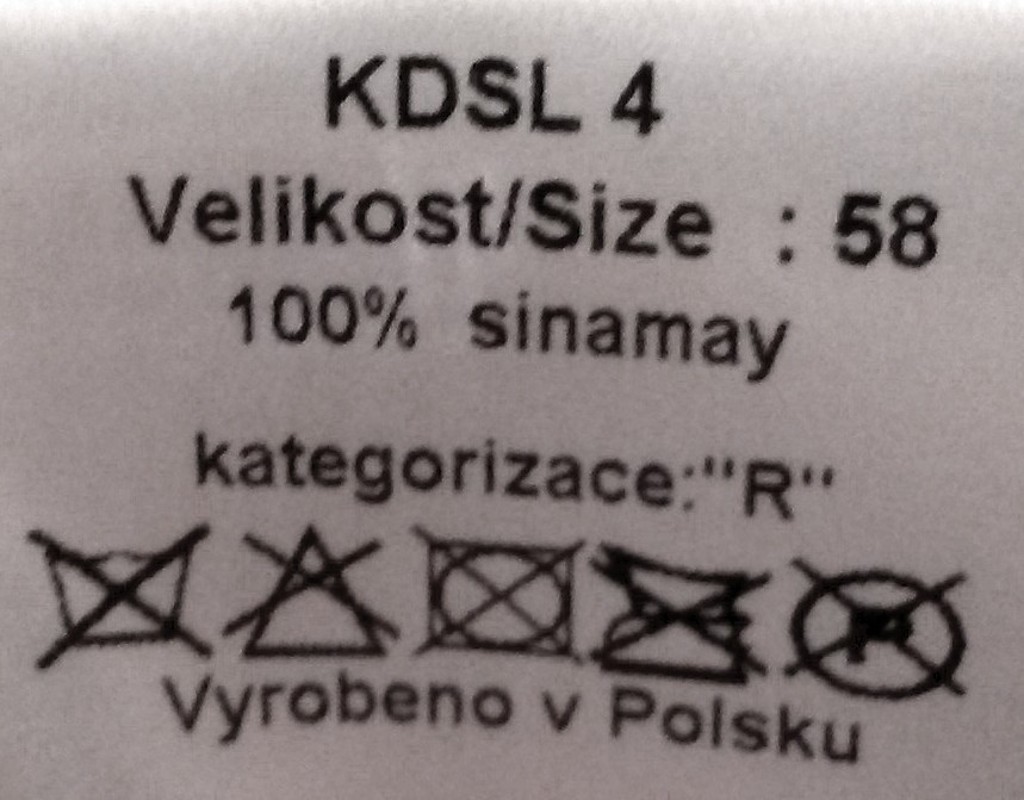 KDSL 4
Velikost/Size : 58
100% sinamay
kategorizace:"R"
P
Vyrobeno v Polsku